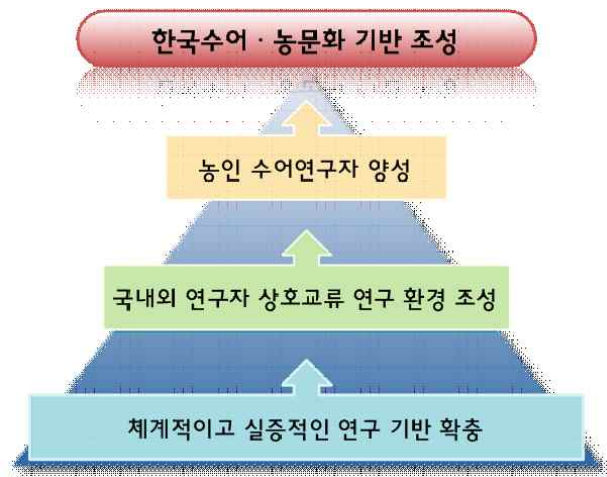 한국수어 · 농문화 기반 조성
농인 수어연구자 양성
국내외 연구자 상호교류 연구 환경 조성
체계적이고 실증적인 연구 기반 확충